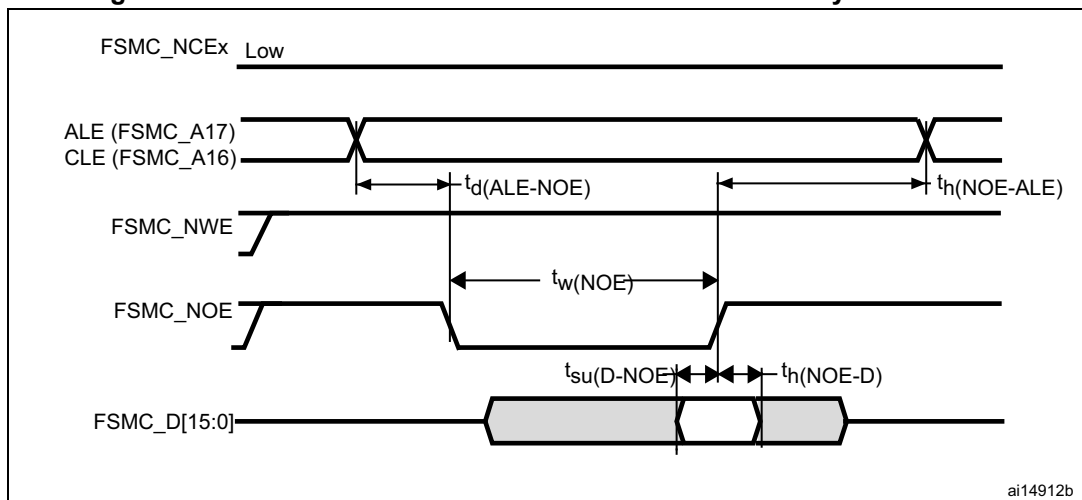 FSMC_NCEx Low
ALE (FSMC_A17)
CLE (FSMC_A16)
td(ALE-NOE)
th(NOE-ALE)
FSMC_NWE
tw(NOE)
FSMC_NOE
tsu(D-NOE)
th(NOE-D)
FSMC_D[15:0]
ai14912b